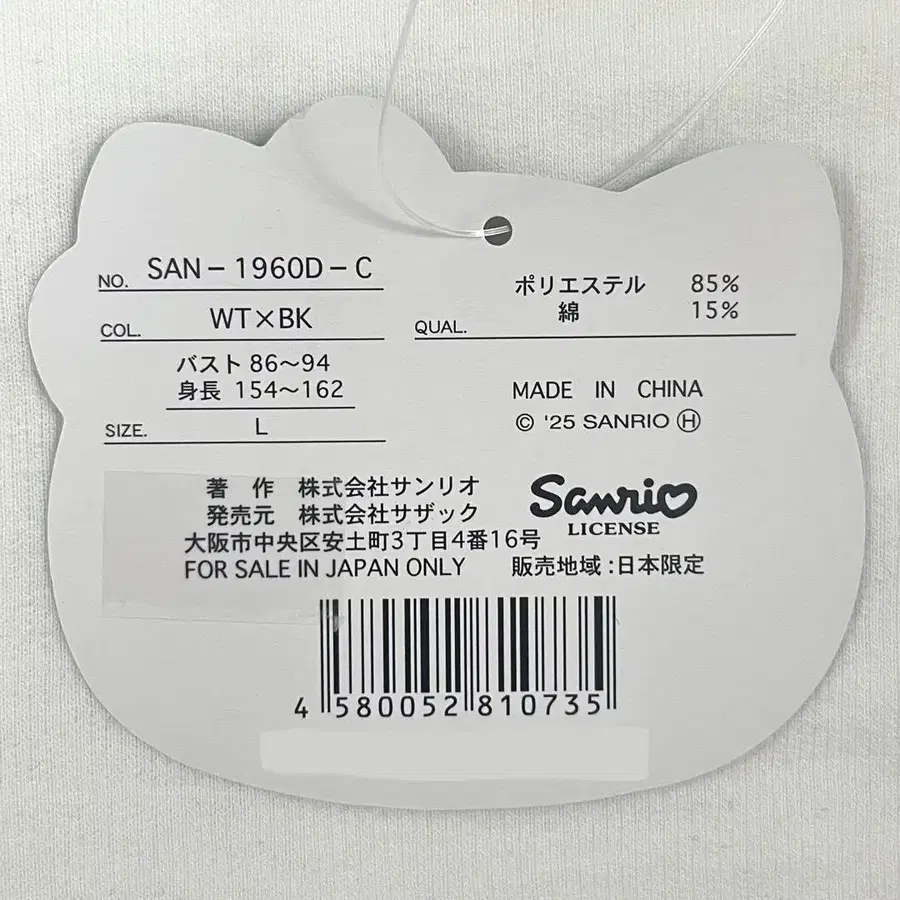 NO. SAN-1960D-C
COL. WT×BK
バスト 86〜94
身長 154〜162
SIZE. L
ポリエステル 85%
綿 15%
QUAL.
MADE IN CHINA
© '25 SANRIO Ⓗ
著 作 株式会社サンリオ
発売元 株式会社サザック
大阪市中央区安土町3丁目4番16号
FOR SALE IN JAPAN ONLY 販売地域:日本限定
Sanrio
LICENSE
4 580052 810735